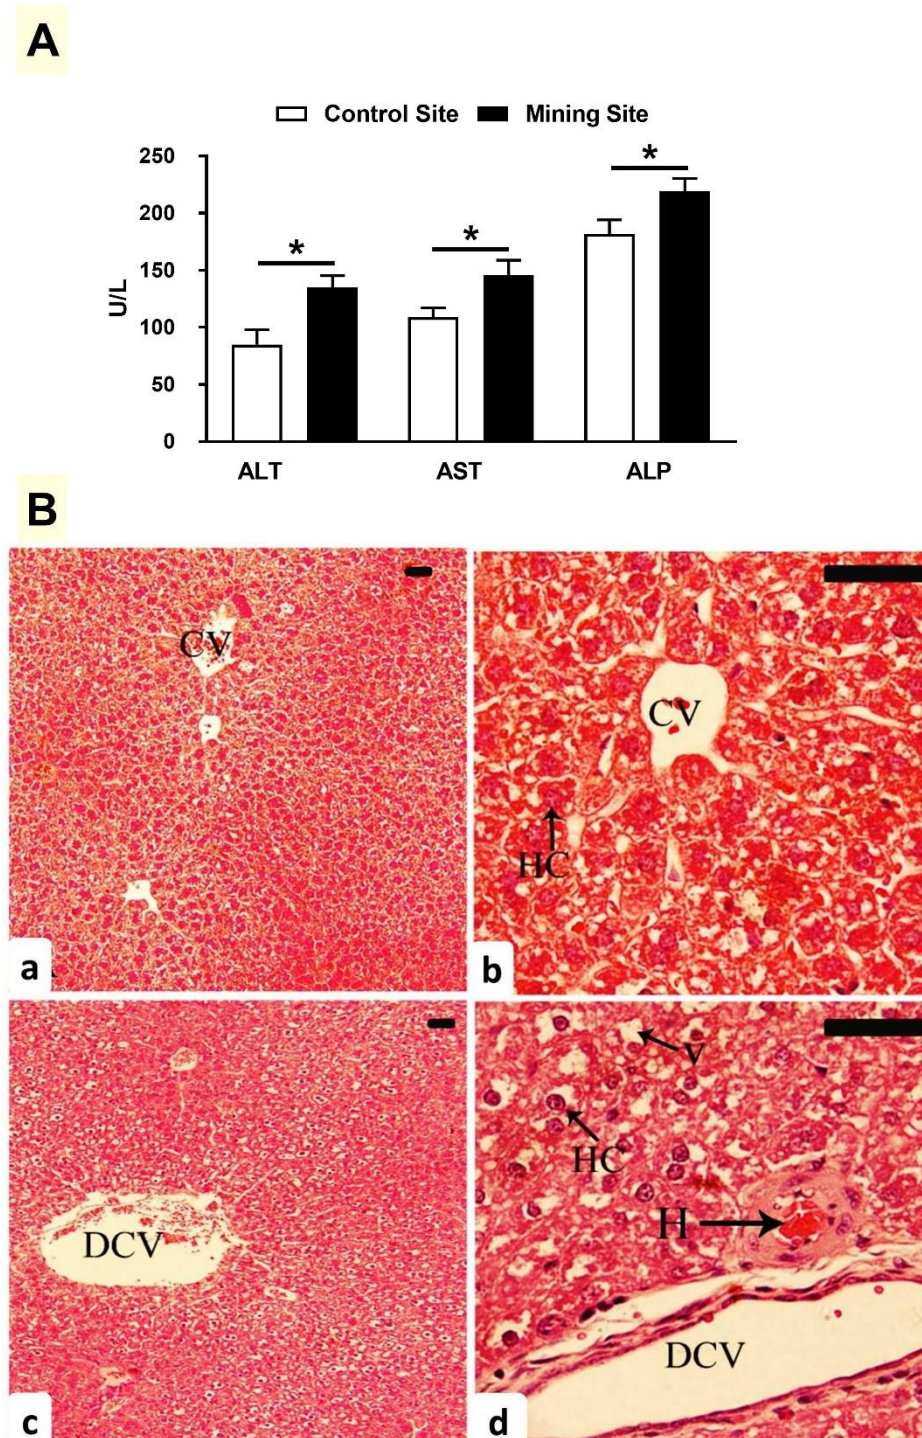 A
Control Site Mining Site
250
200
150
100
50
0
U/L
*
*
*
ALT AST ALP
B
CV
a
CV
HC
b
DCV
c
V
HC
H
DCV
d